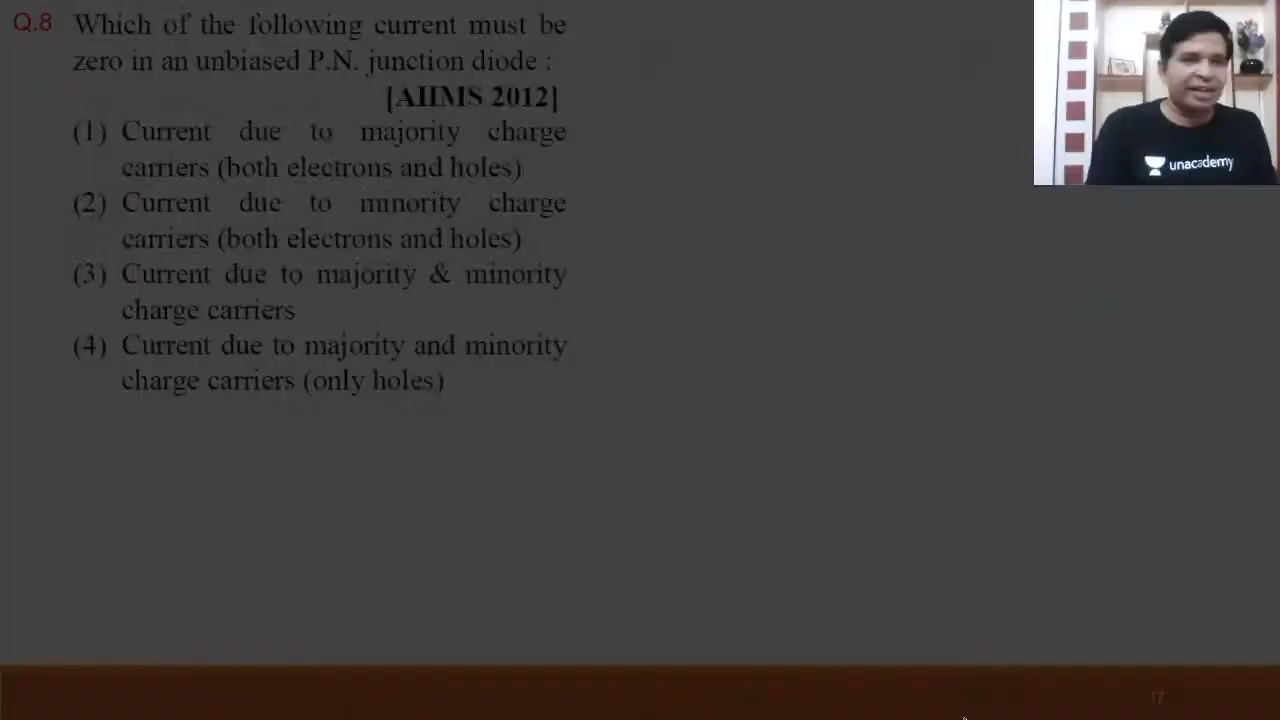 Q.8 Which of the following current must be
zero in an unbiased P.N. junction diode :
[AIIMS 2012]
(1) Current due to majority charge
carriers (both electrons and holes)
(2) Current due to minority charge
carriers (both electrons and holes)
(3) Current due to majority & minority
charge carriers
(4) Current due to majority and minority
charge carriers (only holes)
unacademy
17